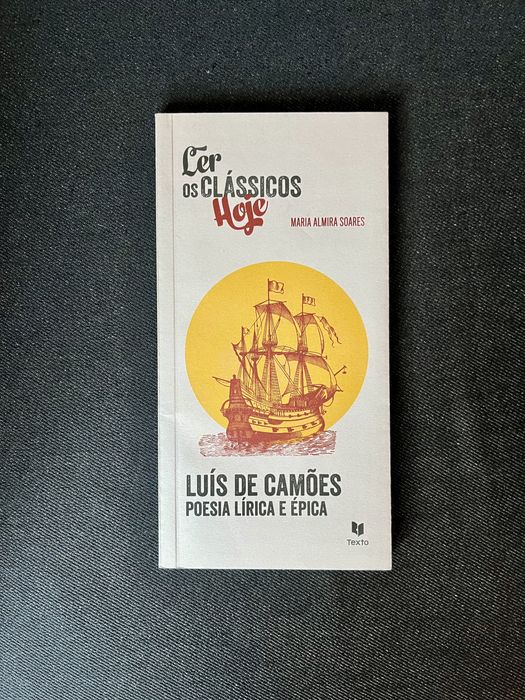 Ler
OS CLÁSSICOS
Hoje
MARIA ALMIRA SOARES
LUÍS DE CAMÕES
POESIA LÍRICA E ÉPICA
Texto